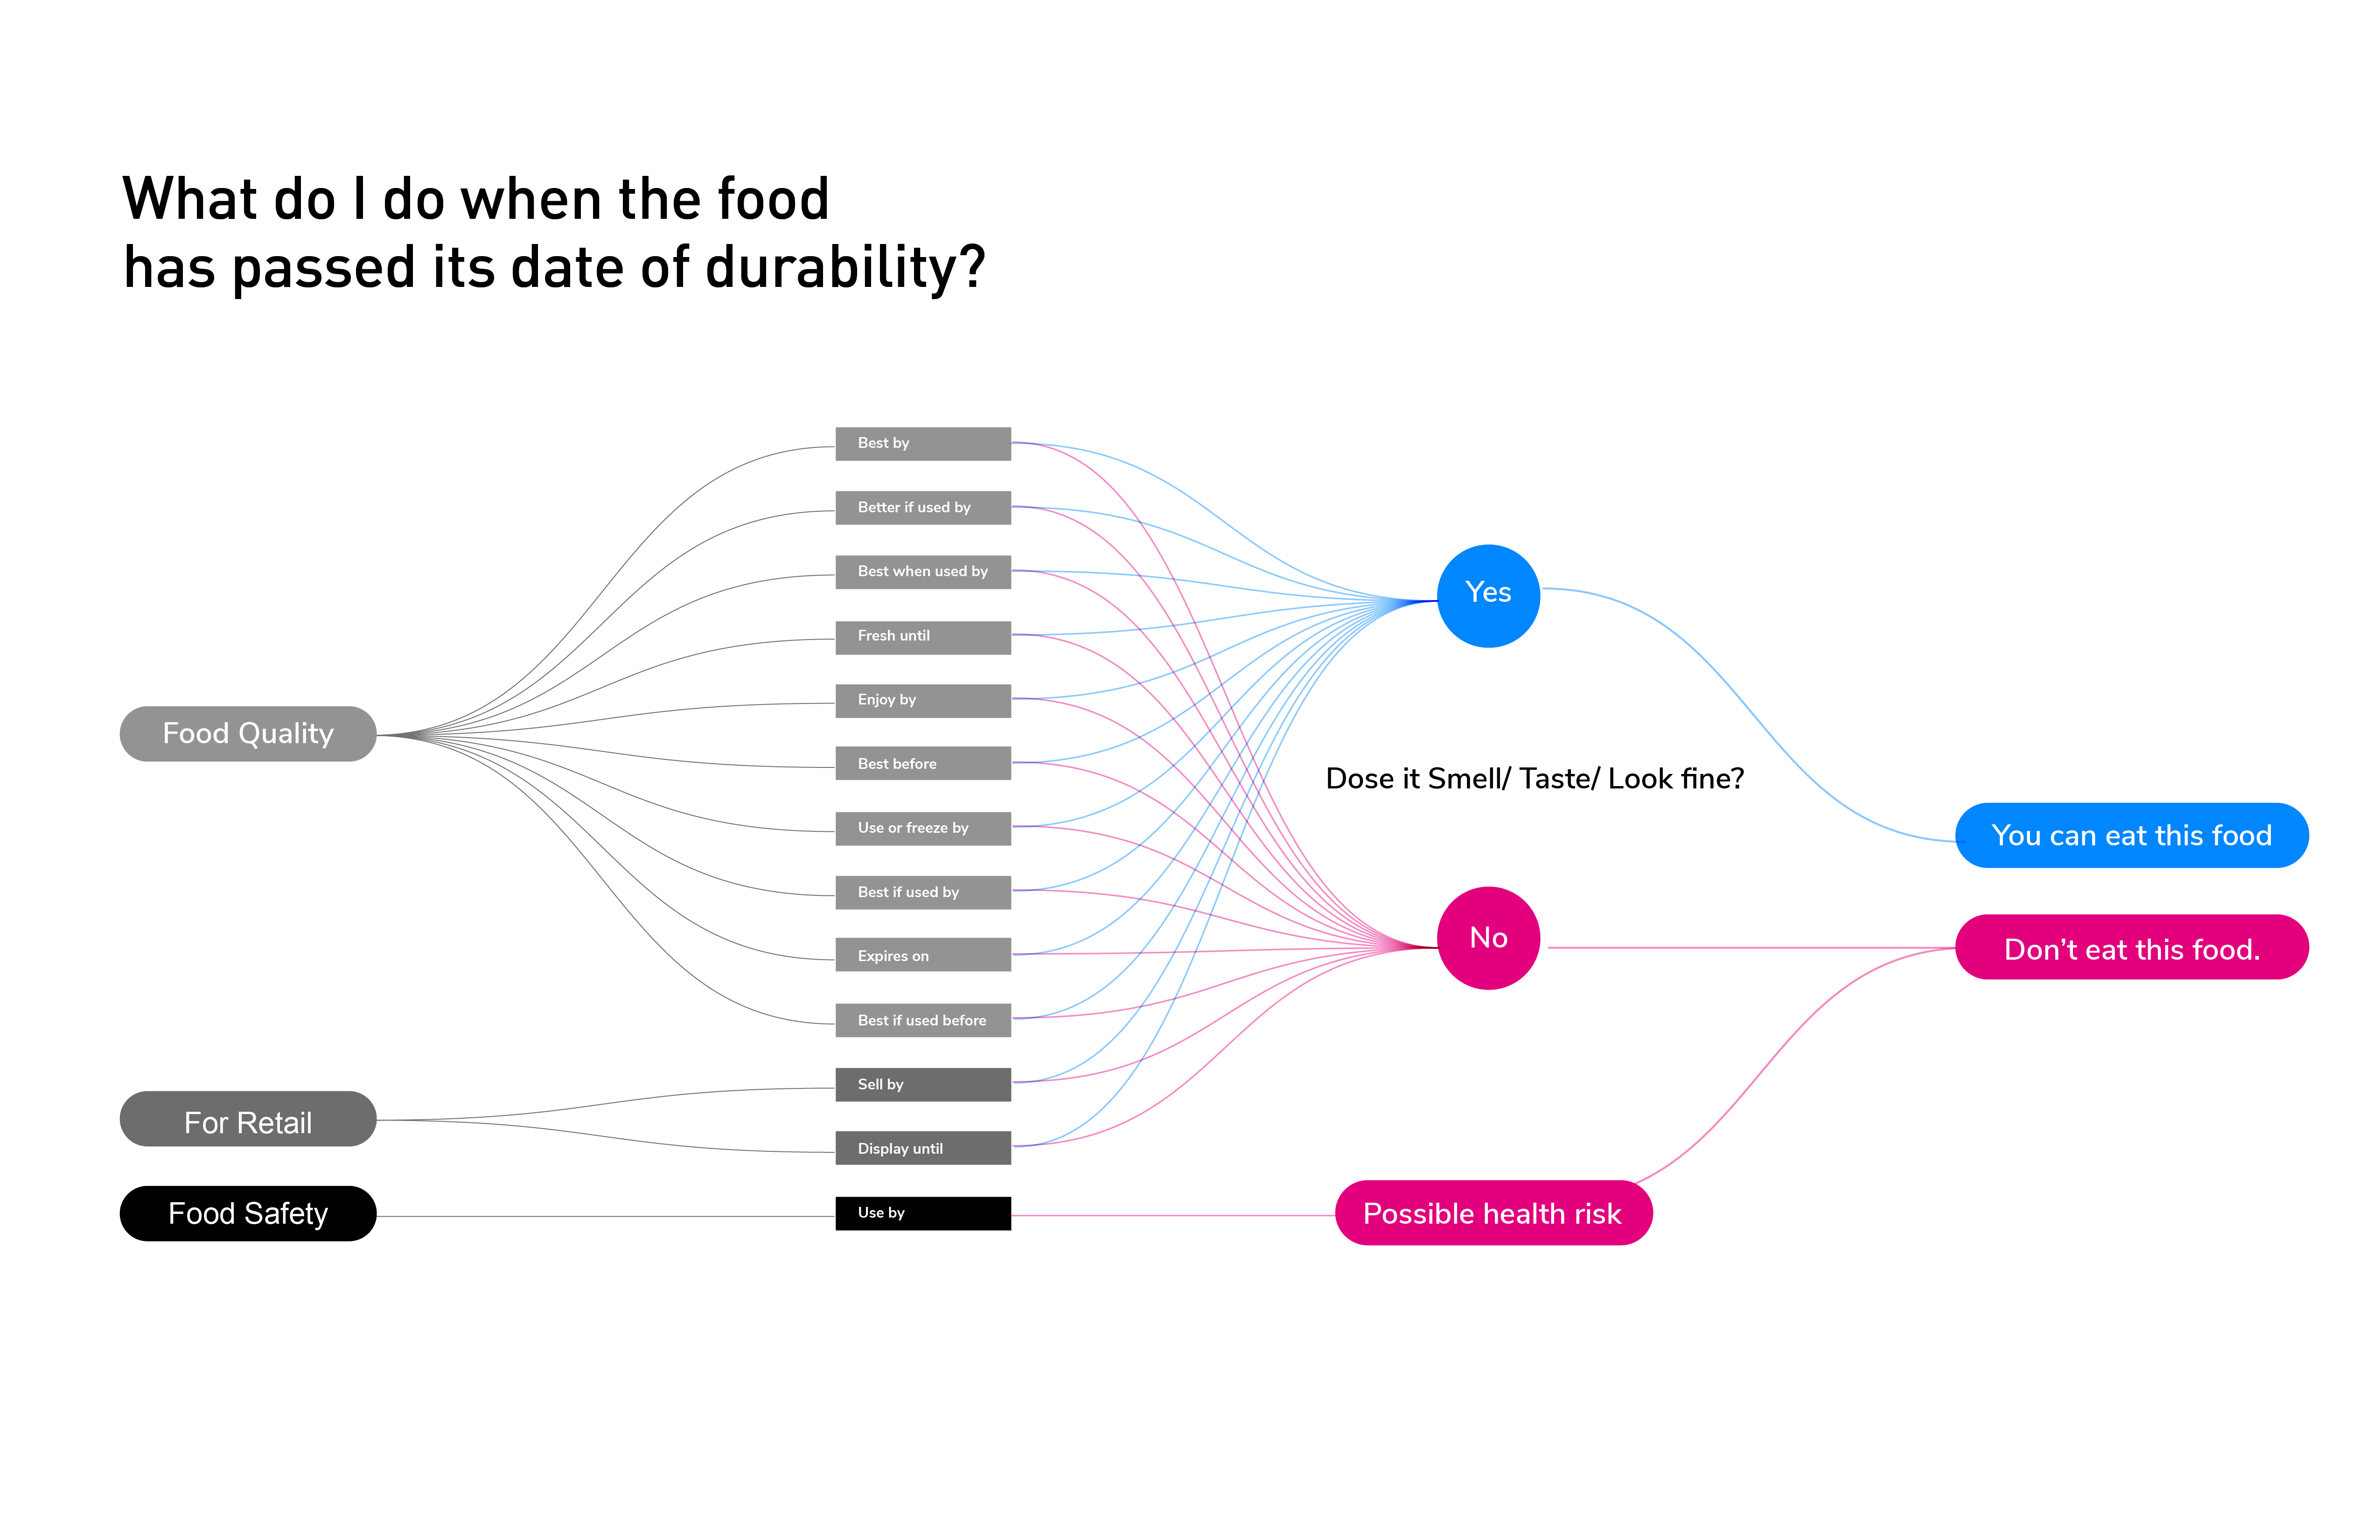 What do I do when the food
has passed its date of durability?
Food Quality
For Retail
Food Safety
Best by
Better if used by
Best when used by
Fresh until
Enjoy by
Best before
Use or freeze by
Best if used by
Expires on
Best if used before
Sell by
Display until
Use by
Yes
Dose it Smell/ Taste/ Look fine?
No
Possible health risk
You can eat this food
Don’t eat this food.